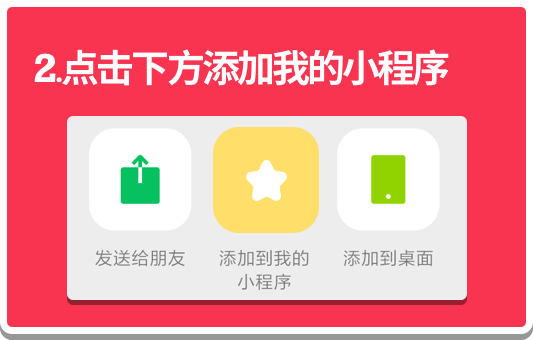 2.点击下方添加我的小程序
发送给朋友
添加到我的
小程序
添加到桌面